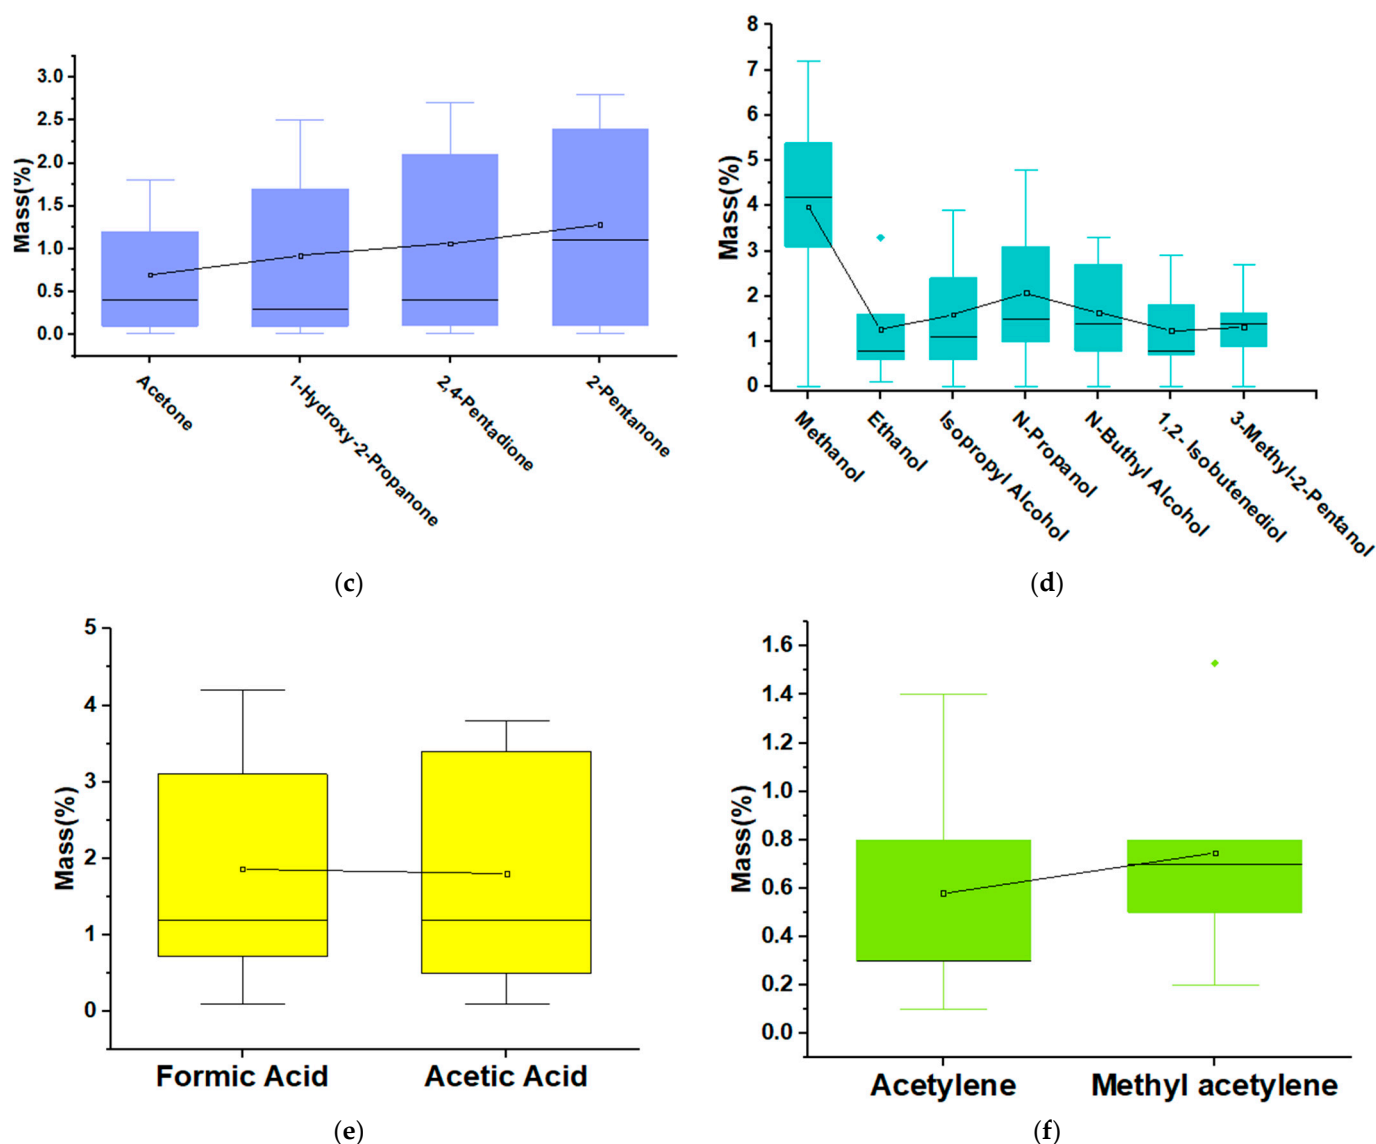 3.0
2.5
2.0
1.5
1.0
0.5
0.0
Mass(%)
Acetone
1-Hydroxy-2-Propanone
2,4-Pentadione
2-Pentanone
(c)
8
7
6
5
4
3
2
1
0
Mass(%)
Methanol
Ethanol
Isopropyl Alcohol
N-Propanol
N-Buthyl Alcohol
1,2- Isobutenediol
3-Methyl-2-Pentanol
(d)
5
4
3
2
1
0
Mass(%)
Formic Acid
Acetic Acid
(e)
1.6
1.4
1.2
1.0
0.8
0.6
0.4
0.2
0.0
Mass(%)
Acetylene
Methyl acetylene
(f)